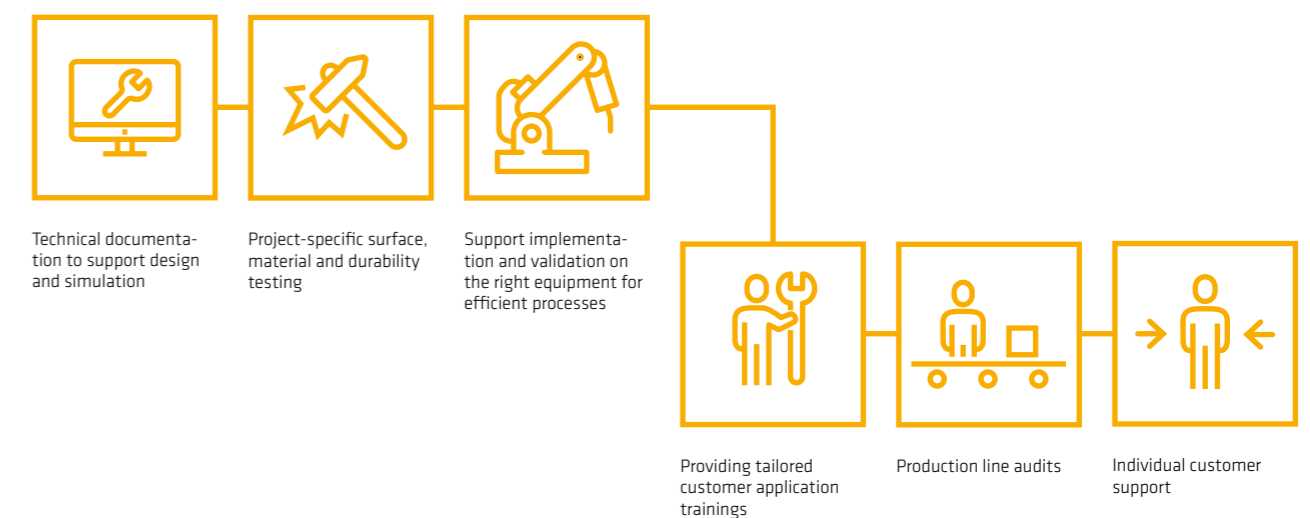 Technical documenta-
tion to support design
and simulation
Project-specific surface,
material and durability
testing
Support implementa-
tion and validation on
the right equipment for
efficient processes
Providing tailored
customer application
trainings
Production line audits
Individual customer
support